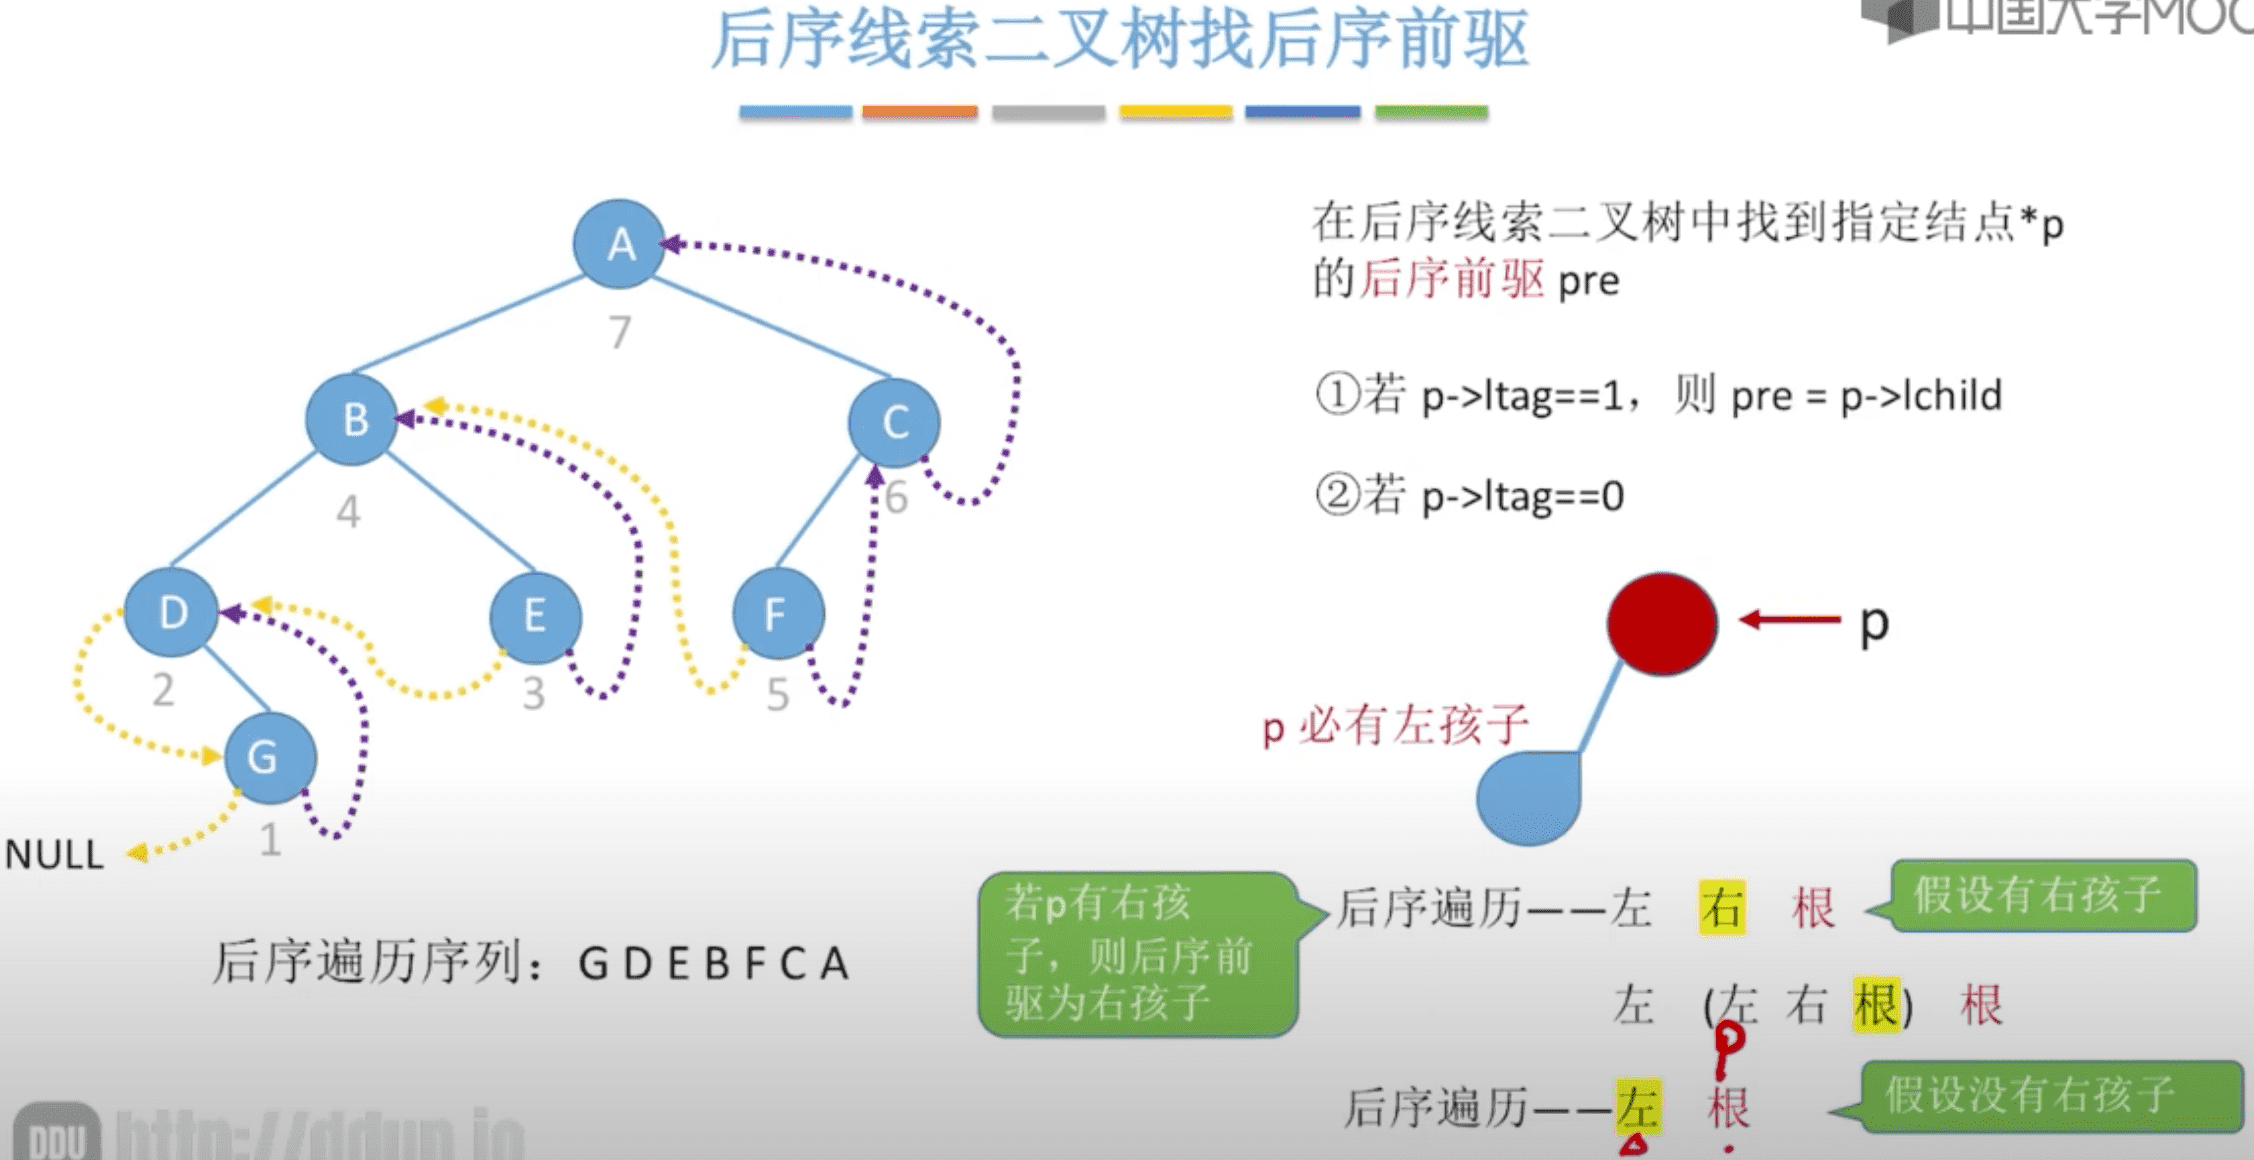 后序线索二叉树找后序前驱
中国大学MOO
在后序线索二叉树中找到指定结点*p
的后序前驱 pre
①若 p->ltag==1，则 pre = p->lchild
②若 p->ltag==0
A
7
B
4
C
6
D
2
E
3
F
5
G
1
NULL
后序遍历序列：G D E B F C A
p
p 必有左孩子
若p有右孩
子，则后序前
驱为右孩子
后序遍历——左 右 根
假设有右孩子
左 (左 右 根) 根
p
后序遍历——左 根
假设没有右孩子
DDU http://ddup.io